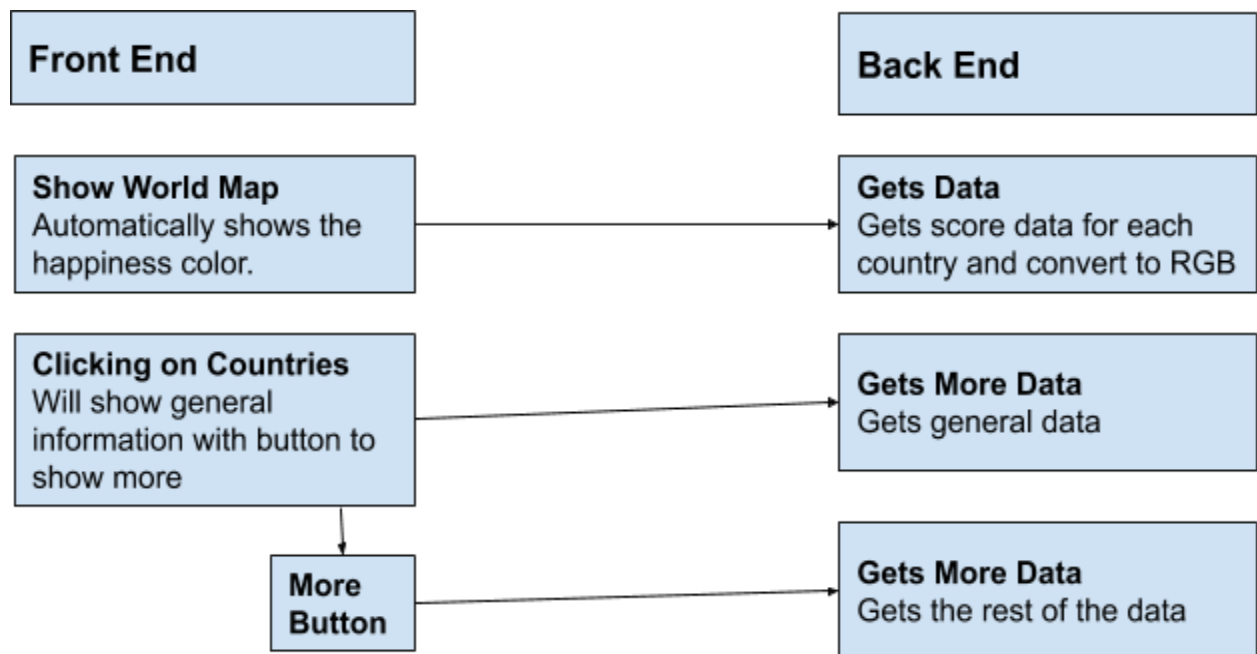 Front End
Back End
Show World Map
Automatically shows the
happiness color.
Gets Data
Gets score data for each
country and convert to RGB
Clicking on Countries
Will show general
information with button to
show more
Gets More Data
Gets general data
More
Button
Gets More Data
Gets the rest of the data